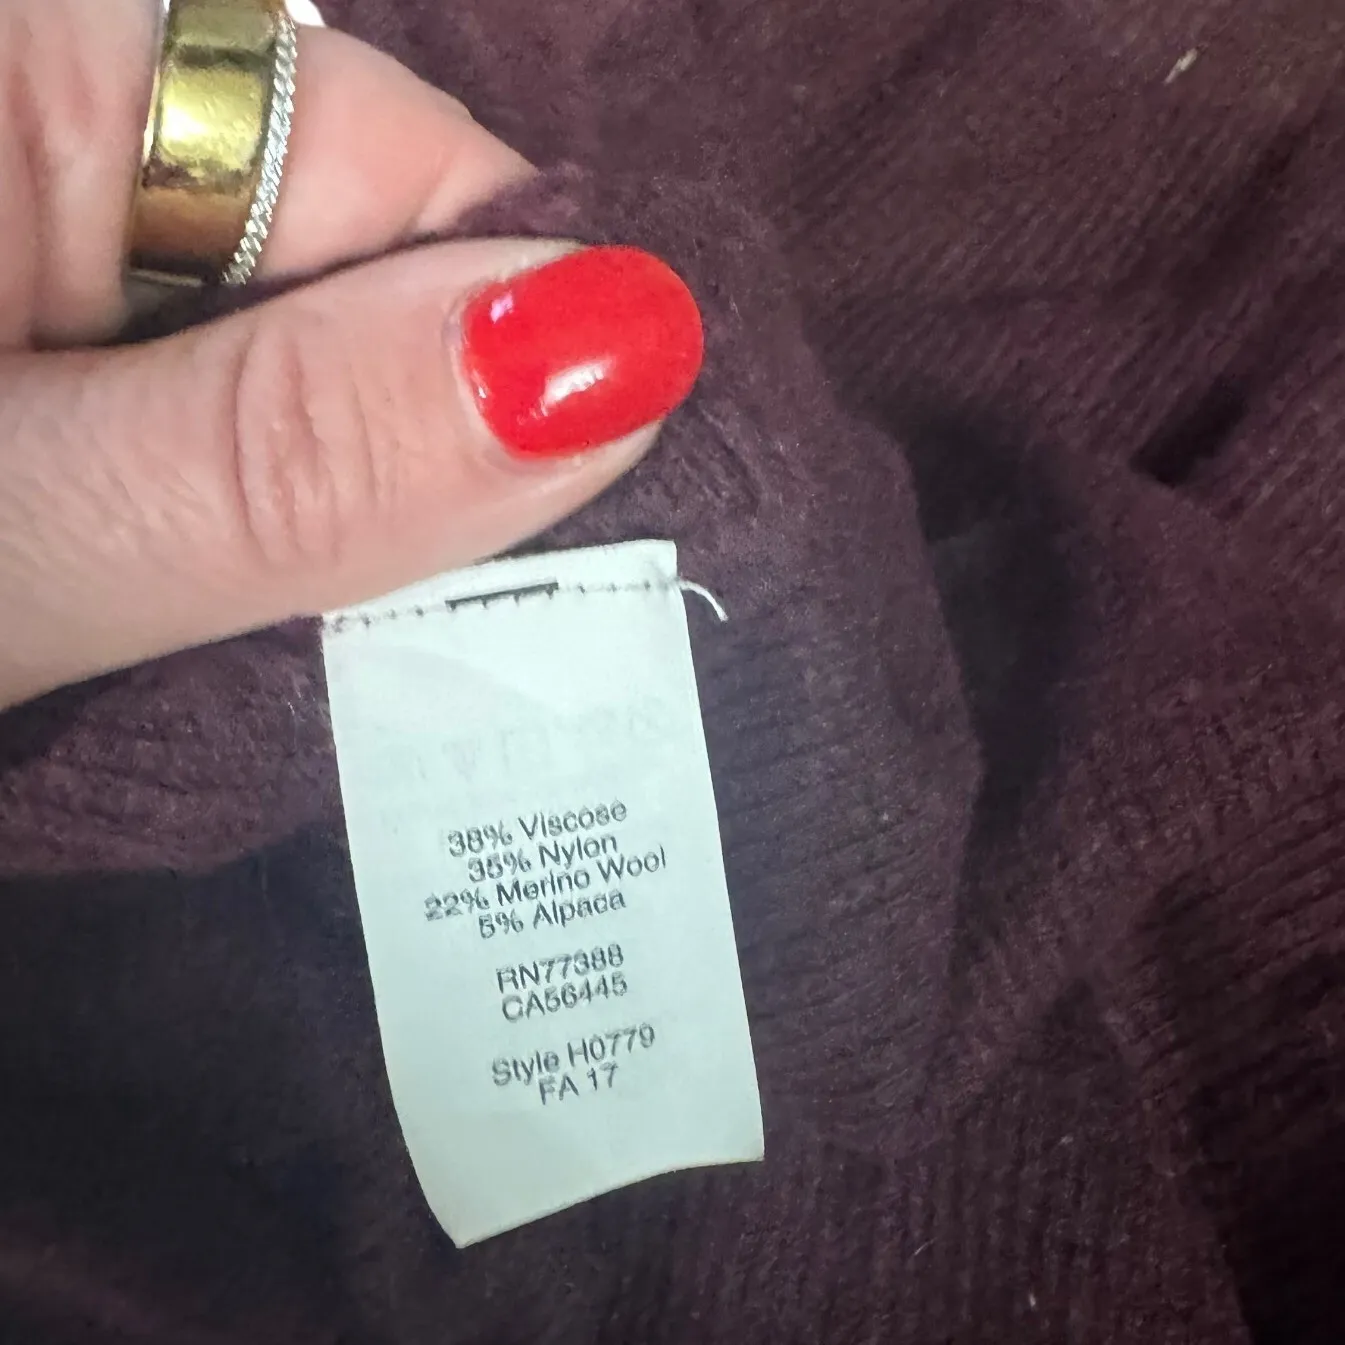 38% Viscose
35% Nylon
22% Merino Wool
5% Alpaca
RN77388
CA56445
Style H0779
FA 17